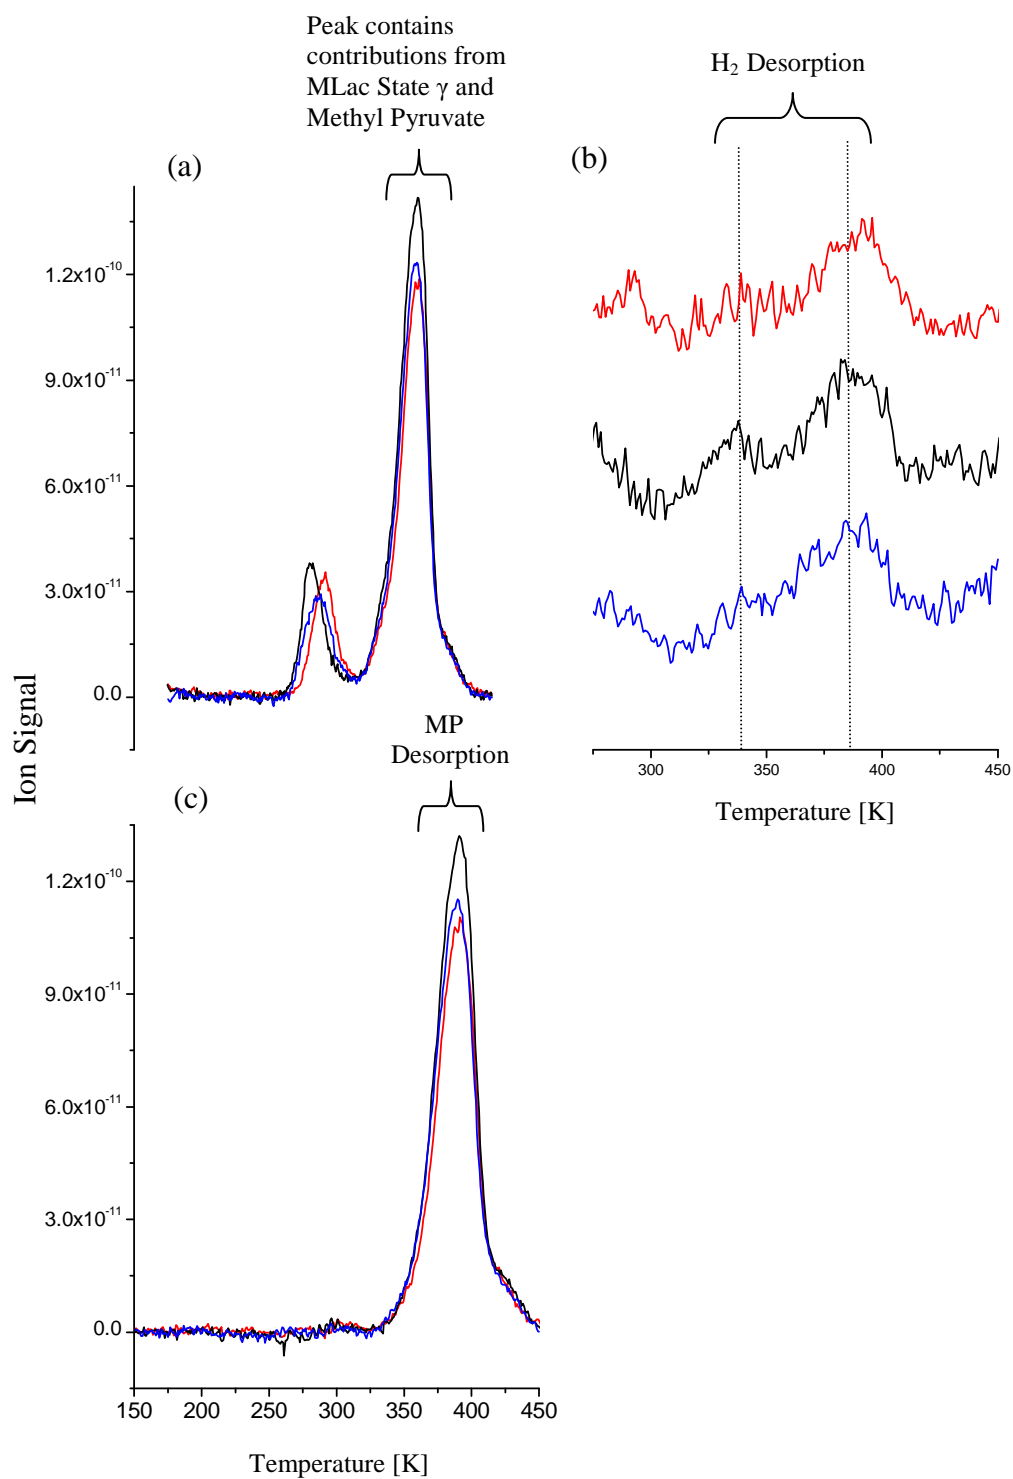 Peak contains
contributions from
MLac State γ and
Methyl Pyruvate
H₂ Desorption
(a)
(b)
1.2x10⁻¹⁰
9.0x10⁻¹¹
6.0x10⁻¹¹
3.0x10⁻¹¹
0.0
300 350 400 450
Temperature [K]
MP
Desorption
Ion Signal
(c)
1.2x10⁻¹⁰
9.0x10⁻¹¹
6.0x10⁻¹¹
3.0x10⁻¹¹
0.0
150 200 250 300 350 400 450
Temperature [K]